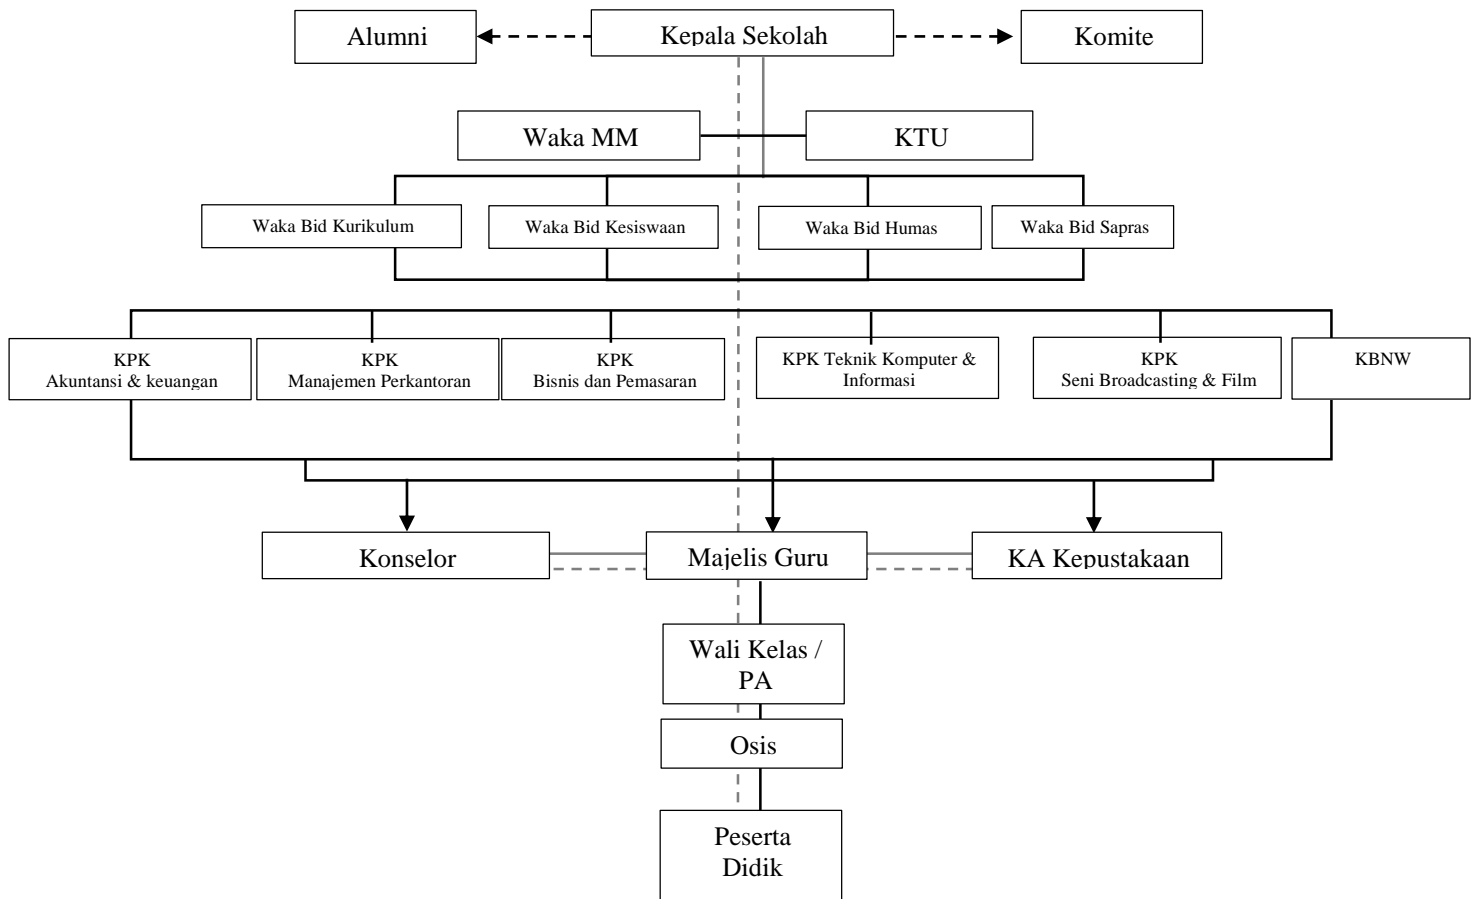 Alumni
Kepala Sekolah
Komite
Waka MM
KTU
Waka Bid Kurikulum
Waka Bid Kesiswaan
Waka Bid Humas
Waka Bid Sapras
KPK
Akuntansi & keuangan
KPK
Manajemen Perkantoran
KPK
Bisnis dan Pemasaran
KPK Teknik Komputer &
Informasi
KPK
Seni Broadcasting & Film
KBNW
Konselor
Majelis Guru
KA Kepustakaan
Wali Kelas /
PA
Osis
Peserta
Didik